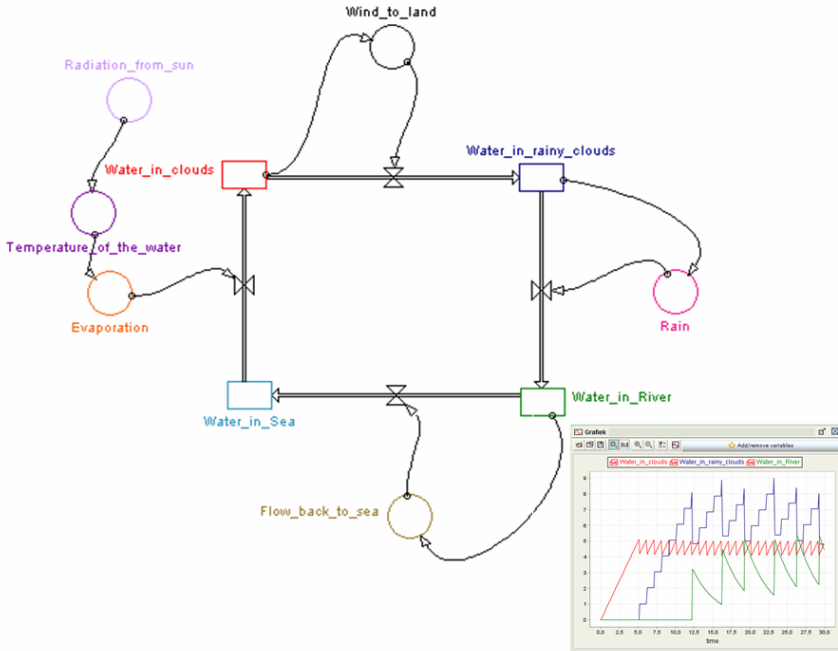 Wind_to_land
Radiation_from_sun
Water_in_clouds
Water_in_rainy_clouds
Temperature_of_the_water
Evaporation
Rain
Water_in_Sea
Water_in_River
Flow_back_to_sea
Grafiek
Add/remove variables
Water_in_clouds Water_in_rainy_clouds Water_in_River
9
8
7
6
5
4
3
2
1
0
0,0 2,5 5,0 7,5 10,0 12,5 15,0 17,5 20,0 22,5 25,0 27,5 30,0
time